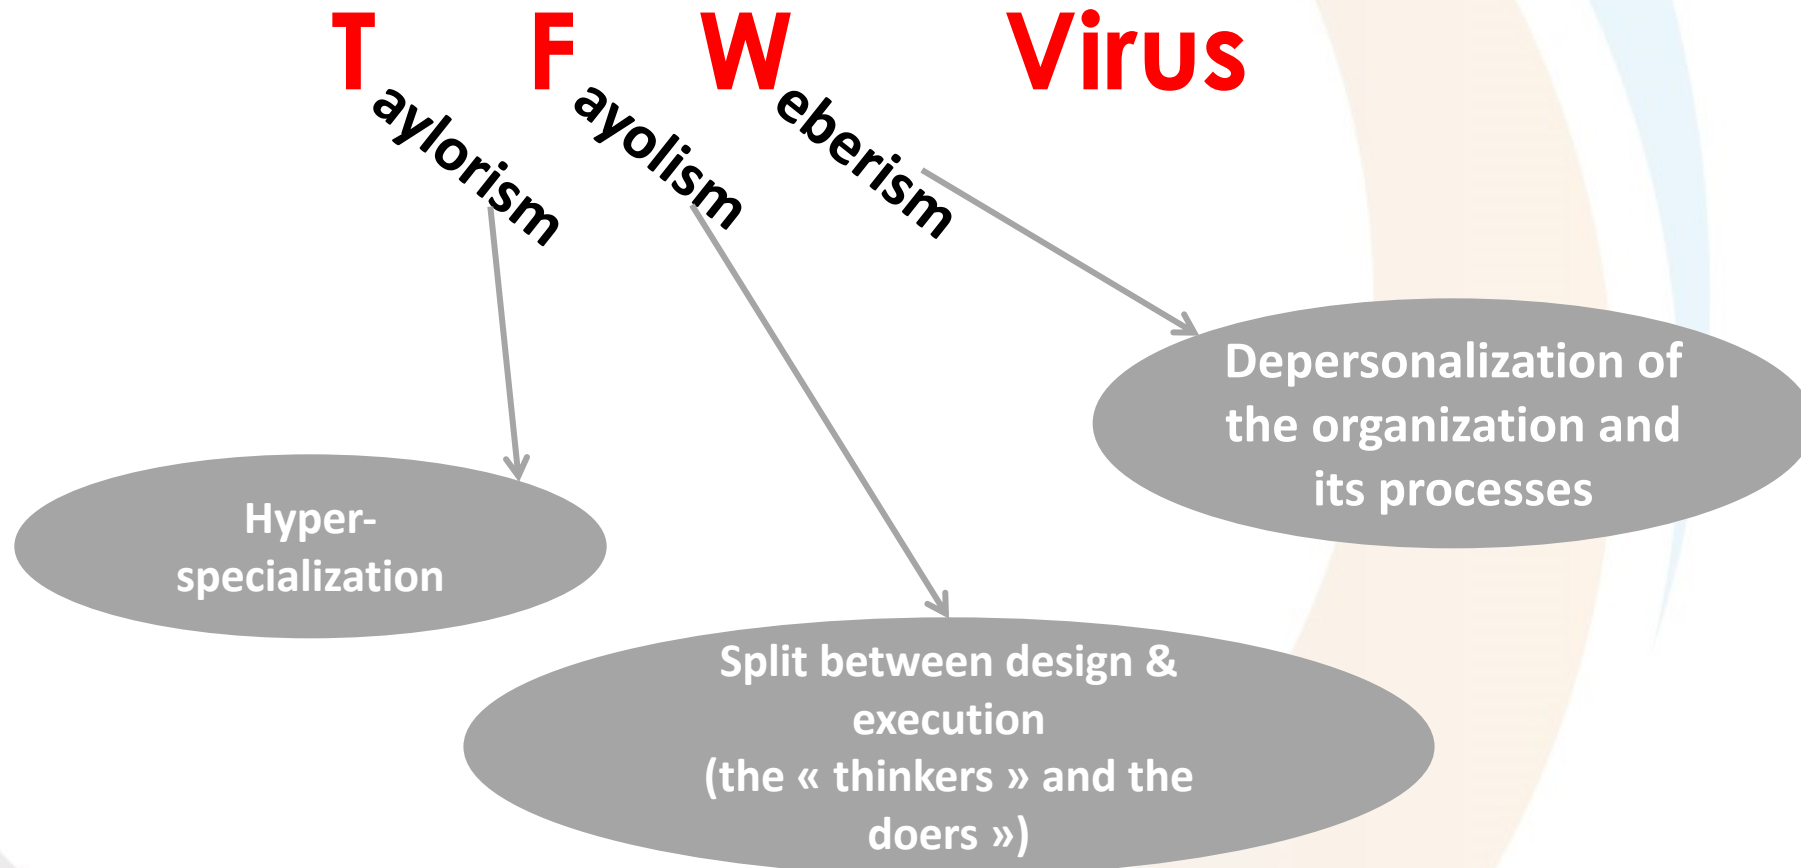 T F W Virus
aylorism
ayolism
eberism
Depersonalization of
the organization and
its processes
Hyper-
specialization
Split between design &
execution
(the « thinkers » and the
doers »)